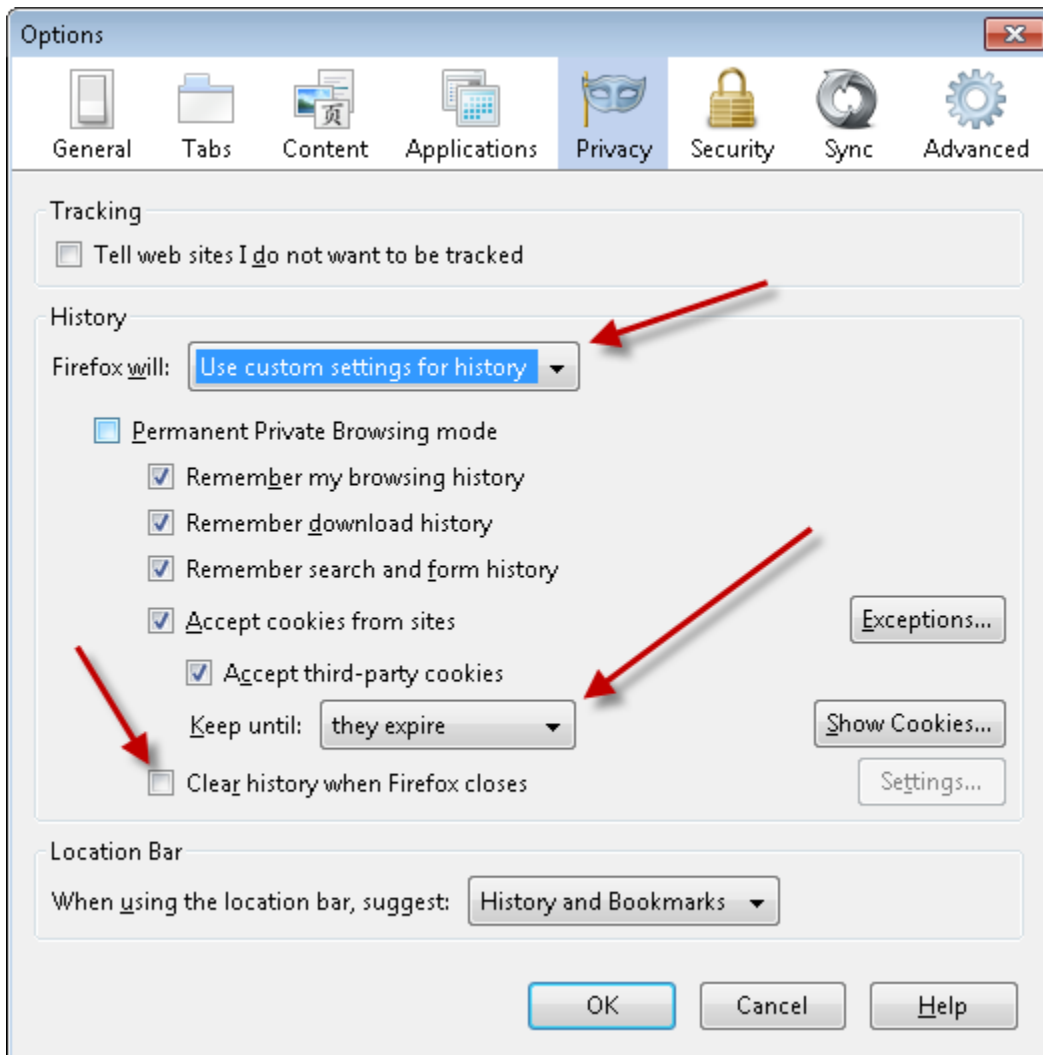 Options
页
General Tabs Content Applications Privacy Security Sync Advanced
Tracking
Tell web sites I do not want to be tracked
History
Firefox will: Use custom settings for history
Permanent Private Browsing mode
Remember my browsing history
Remember download history
Remember search and form history
Accept cookies from sites Exceptions...
Accept third-party cookies
Keep until: they expire Show Cookies...
Clear history when Firefox closes Settings...
Location Bar
When using the location bar, suggest: History and Bookmarks
OK Cancel Help